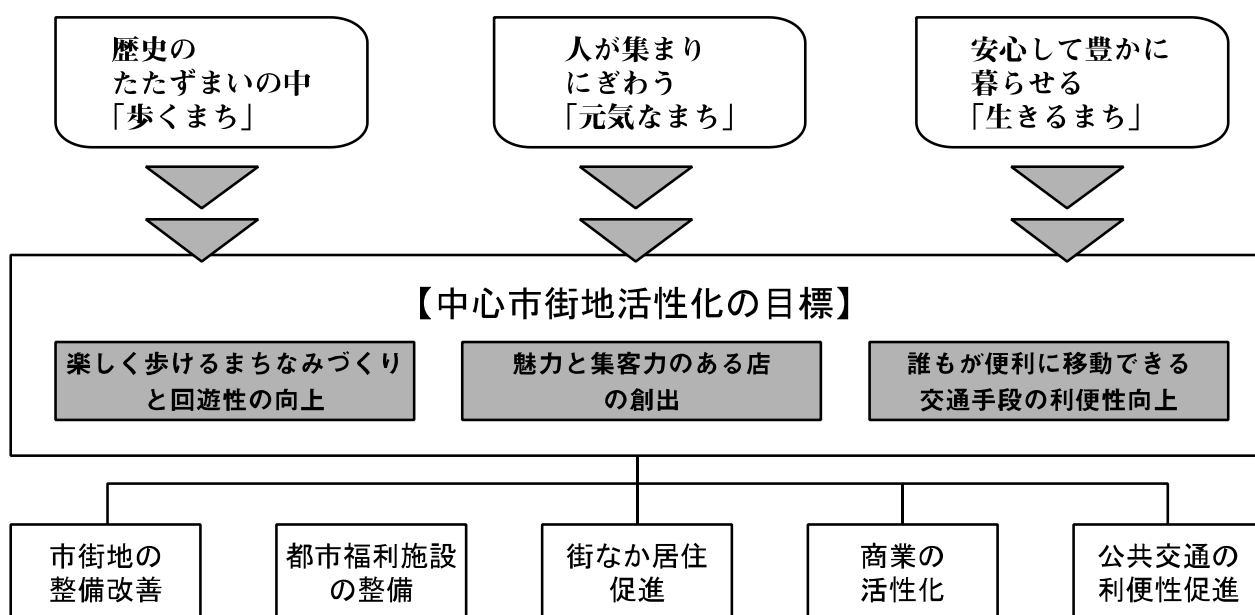 歴史の
たたずまいの中
「歩くまち」
人が集まり
にぎわう
「元気なまち」
安心して豊かに
暮らせる
「生きるまち」
【中心市街地活性化の目標】
楽しく歩けるまちなみづくり
と回遊性の向上
魅力と集客力のある店
の創出
誰もが便利に移動できる
交通手段の利便性向上
市街地の
整備改善
都市福利施設
の整備
街なか居住
促進
商業の
活性化
公共交通の
利便性促進